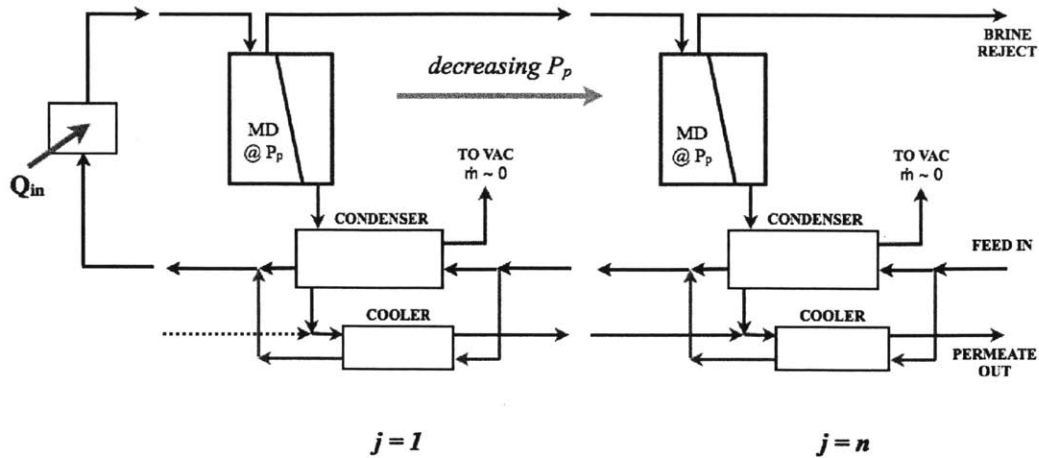 BRINE
REJECT
decreasing Pp
MD
@ Pp
MD
@ Pp
Qin
TO VAC
ṁ ~ 0
TO VAC
ṁ ~ 0
CONDENSER
CONDENSER
FEED IN
COOLER
COOLER
PERMEATE
OUT
j = 1
j = n